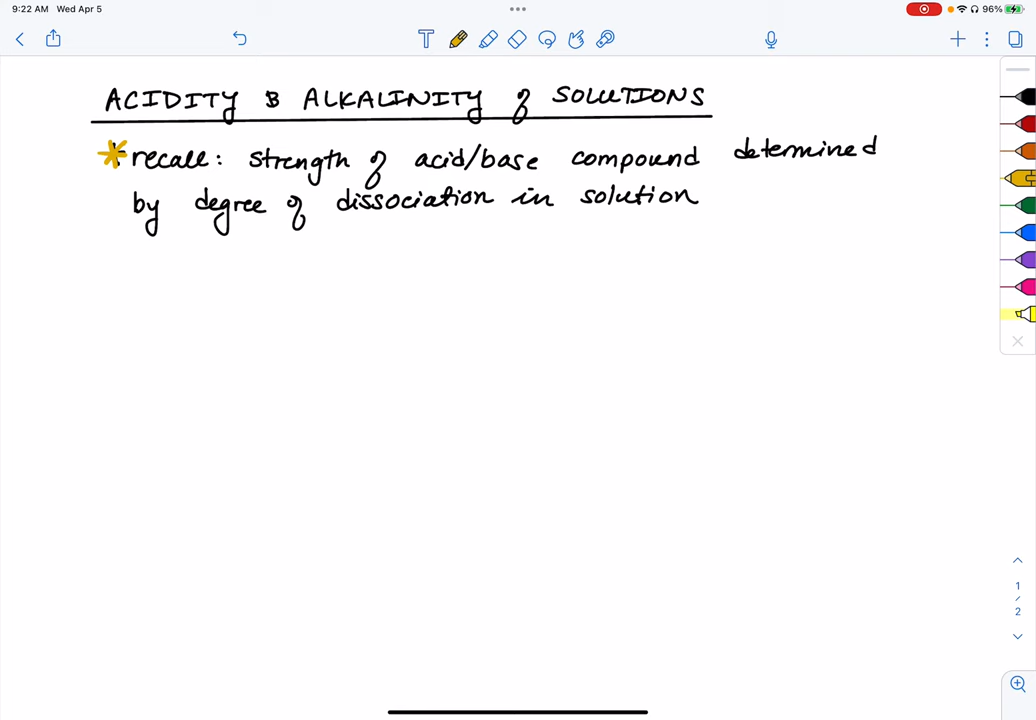 9:22 AM Wed Apr 5
96%
T
ACIDITY & ALKALINITY of SOLUTIONS
*recall: strength of acid/base compound determined
by degree of dissociation in solution
1
/
2